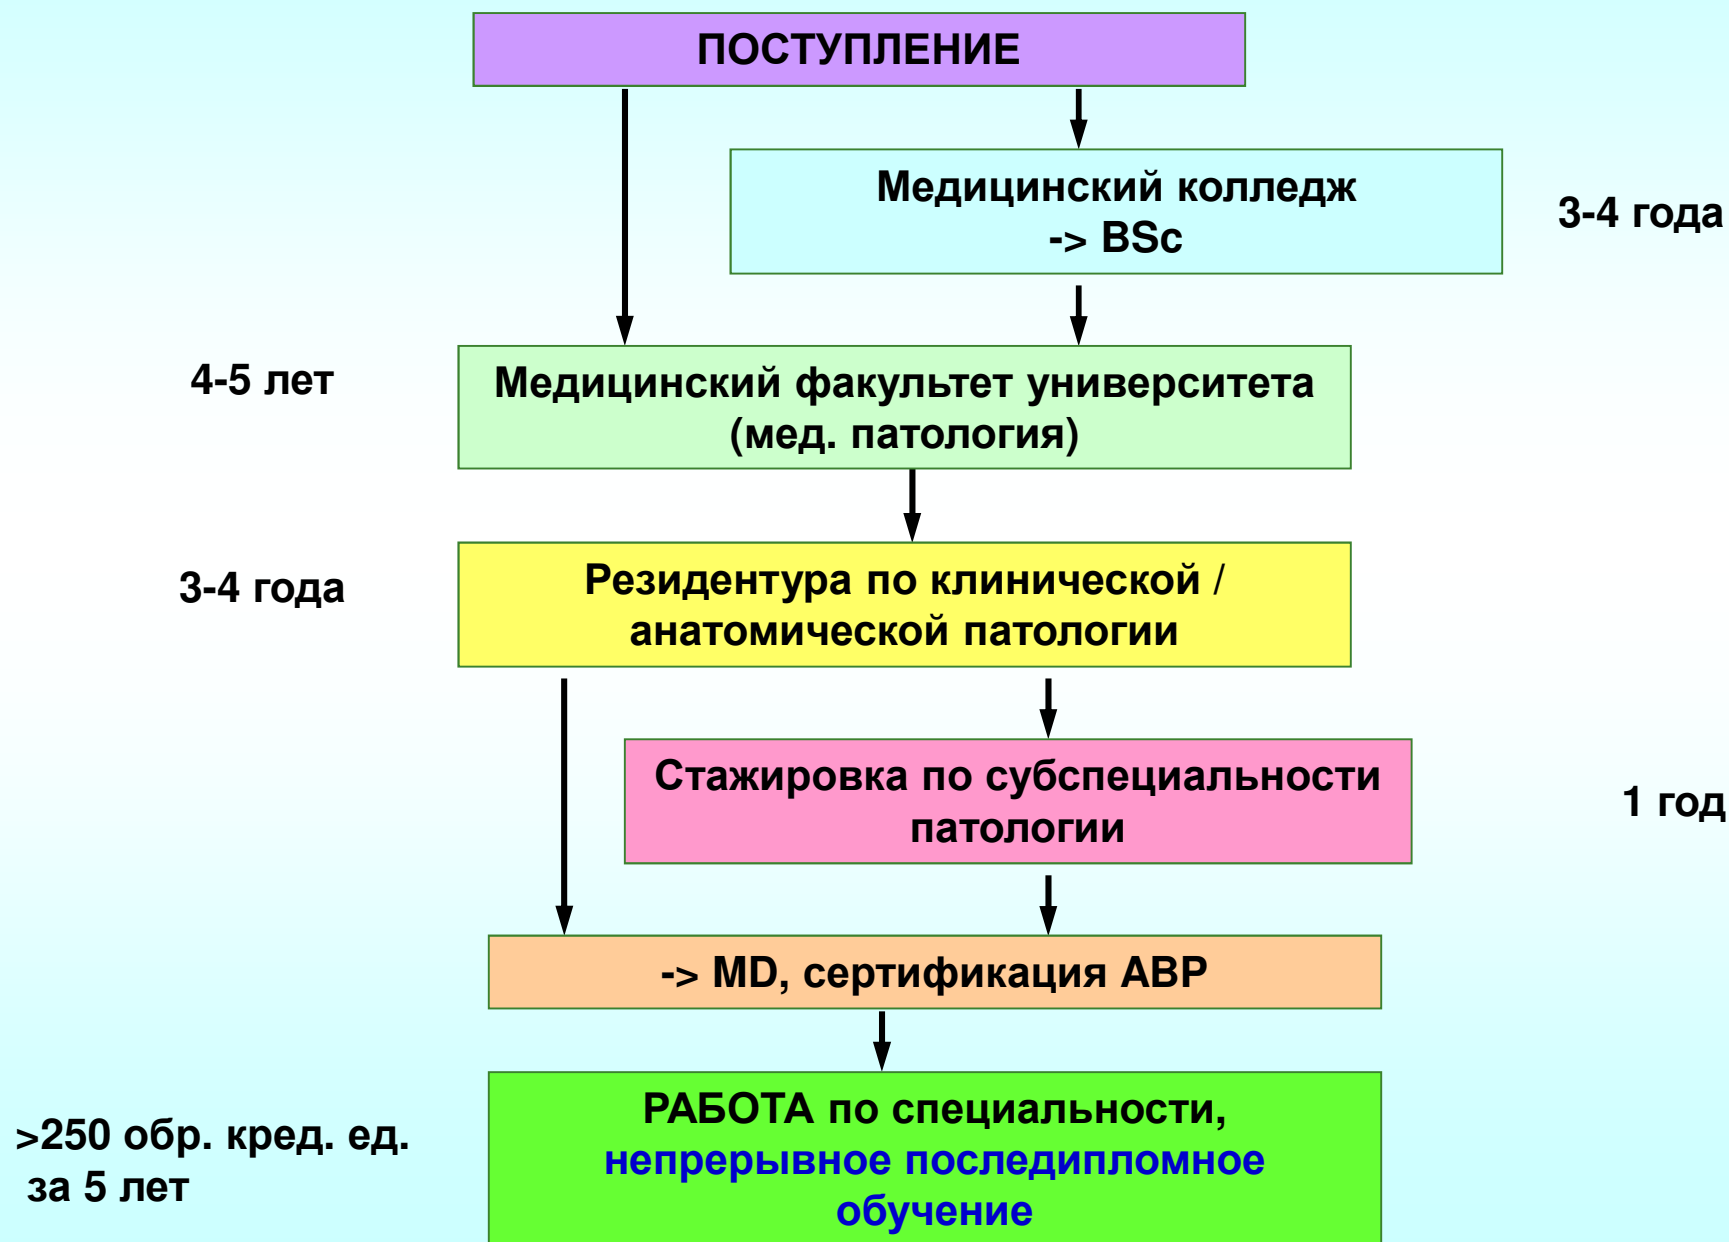 ПОСТУПЛЕНИЕ
Медицинский колледж
-> BSc
3-4 года
4-5 лет
Медицинский факультет университета
(мед. патология)
3-4 года
Резидентура по клинической /
анатомической патологии
Стажировка по субспециальности
патологии
1 год
-> MD, сертификация ABP
>250 обр. кред. ед.
за 5 лет
РАБОТА по специальности,
непрерывное последипломное
обучение